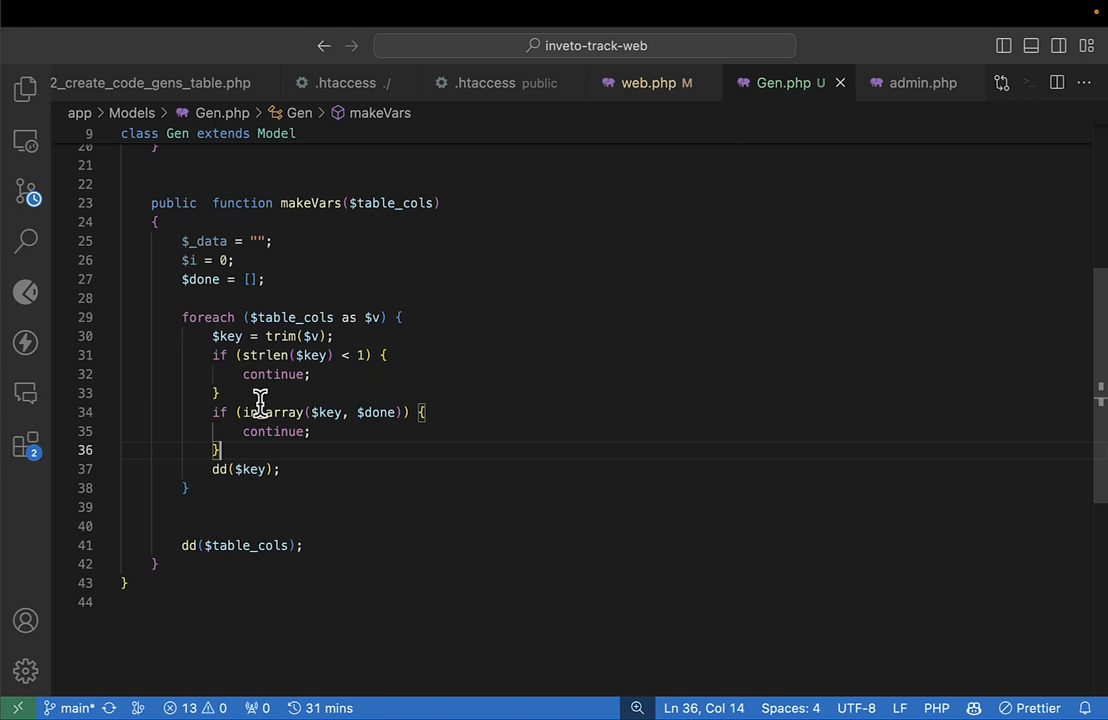 inveto-track-web
2_create_code_gens_table.php
.htaccess ./
.htaccess public
web.php M
Gen.php U
admin.php
app > Models > Gen.php > Gen > makeVars
9 class Gen extends Model
20 }
21
22
23 public  function makeVars($table_cols)
24 {
25 $_data = "";
26 $i = 0;
27 $done = [];
28
29 foreach ($table_cols as $v) {
30 $key = trim($v);
31 if (strlen($key) < 1) {
32 continue;
33 }
34 if (in_array($key, $done)) {
35 continue;
36 }
37 dd($key);
38 }
39
40
41 dd($table_cols);
42 }
43 }
44
2
main* 13 0 0 31 mins Ln 36, Col 14 Spaces: 4 UTF-8 LF PHP Prettier